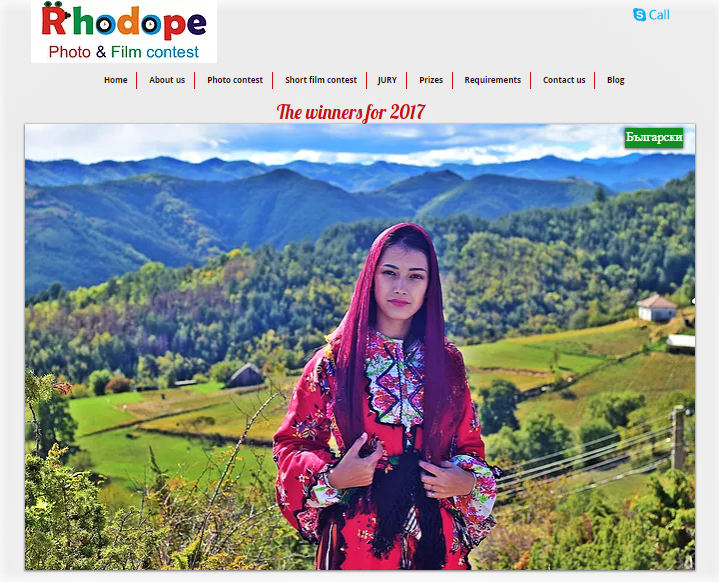 Rhodope
Photo & Film contest
Call
Home
About us
Photo contest
Short film contest
JURY
Prizes
Requirements
Contact us
Blog
The winners for 2017
Български